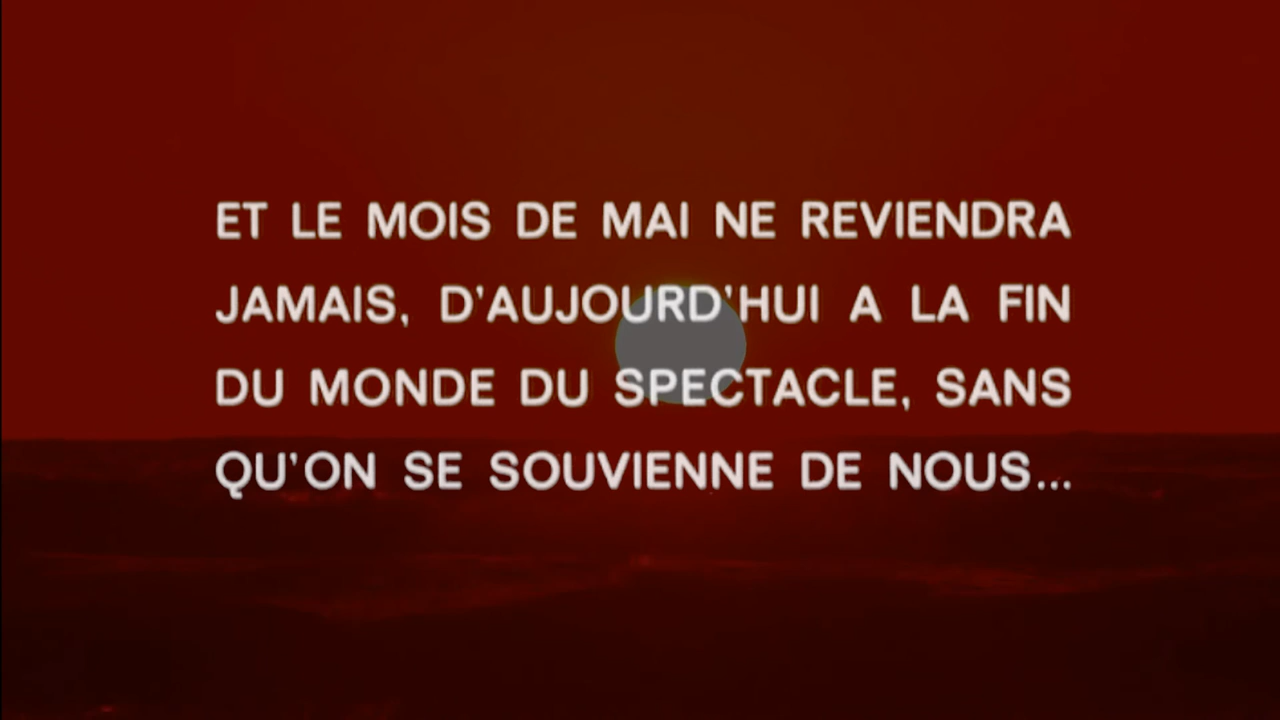 ET LE MOIS DE MAI NE REVIENDRA
JAMAIS, D'AUJOURD'HUI A LA FIN
DU MONDE DU SPECTACLE, SANS
QU'ON SE SOUVIENNE DE NOUS...